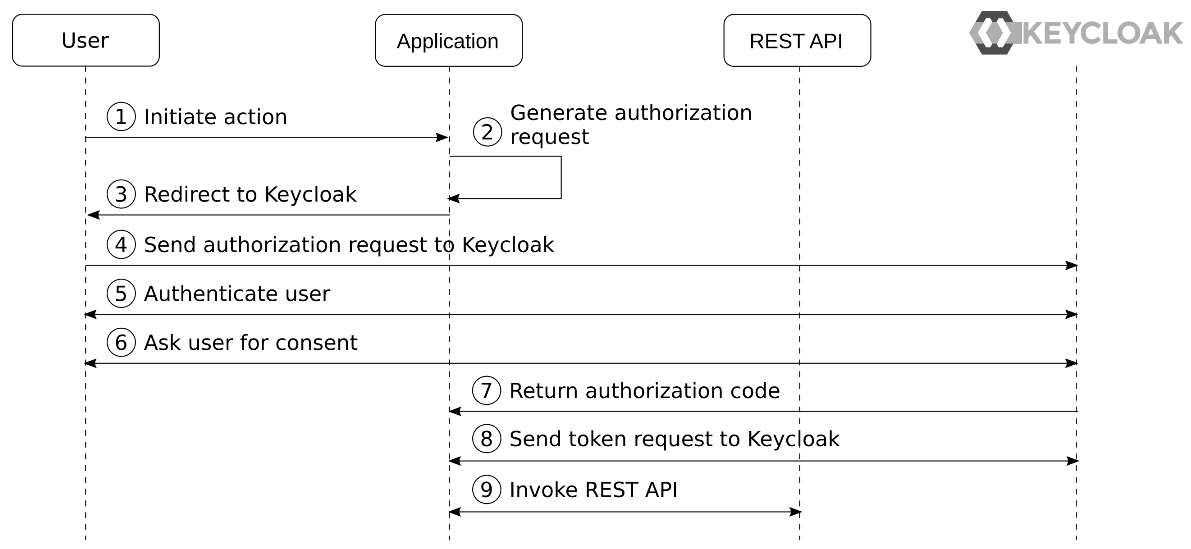 User
Application
REST API
KEYCLOAK
1 Initiate action
2 Generate authorization
request
3 Redirect to Keycloak
4 Send authorization request to Keycloak
5 Authenticate user
6 Ask user for consent
7 Return authorization code
8 Send token request to Keycloak
9 Invoke REST API